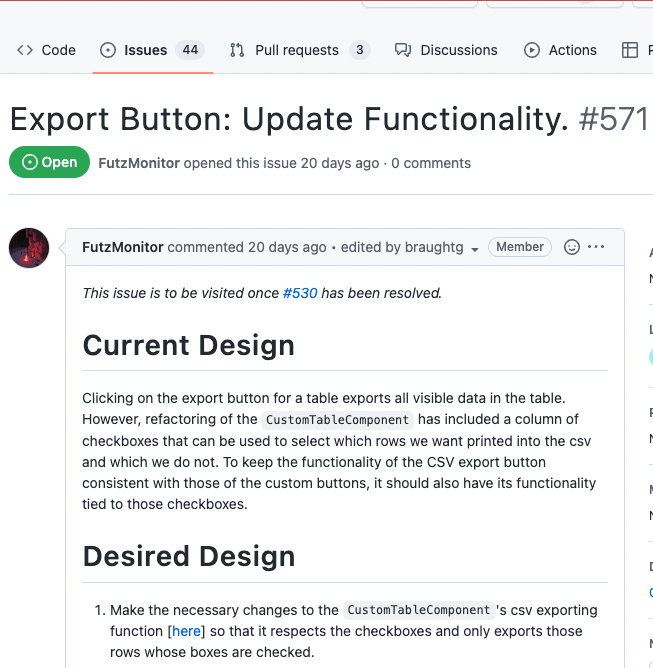 Code Issues 44 Pull requests 3 Discussions Actions
Export Button: Update Functionality. #571
Open FutzMonitor opened this issue 20 days ago · 0 comments
FutzMonitor commented 20 days ago • edited by braughtg Member
This issue is to be visited once #530 has been resolved.
Current Design
Clicking on the export button for a table exports all visible data in the table.
However, refactoring of the CustomTableComponent has included a column of
checkboxes that can be used to select which rows we want printed into the csv
and which we do not. To keep the functionality of the CSV export button
consistent with those of the custom buttons, it should also have its functionality
tied to those checkboxes.
Desired Design
1. Make the necessary changes to the CustomTableComponent 's csv exporting
function [here] so that it respects the checkboxes and only exports those
rows whose boxes are checked.